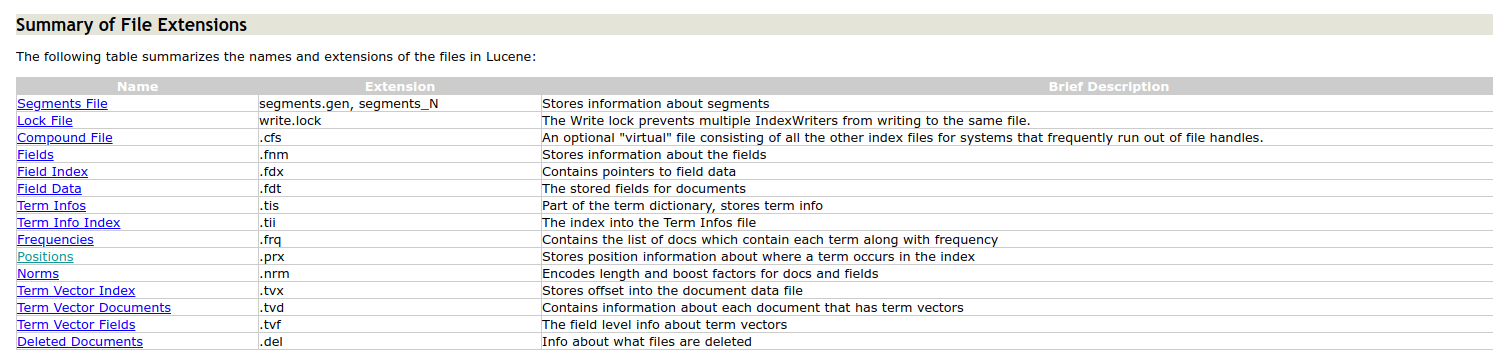 Summary of File Extensions
The following table summarizes the names and extensions of the files in Lucene:
Name Extension Brief Description
Segments File segments.gen, segments_N Stores information about segments
Lock File write.lock The Write lock prevents multiple IndexWriters from writing to the same file.
Compound File .cfs An optional "virtual" file consisting of all the other index files for systems that frequently run out of file handles.
Fields .fnm Stores information about the fields
Field Index .fdx Contains pointers to field data
Field Data .fdt The stored fields for documents
Term Infos .tis Part of the term dictionary, stores term info
Term Info Index .tii The index into the Term Infos file
Frequencies .frq Contains the list of docs which contain each term along with frequency
Positions .prx Stores position information about where a term occurs in the index
Norms .nrm Encodes length and boost factors for docs and fields
Term Vector Index .tvx Stores offset into the document data file
Term Vector Documents .tvd Contains information about each document that has term vectors
Term Vector Fields .tvf The field level info about term vectors
Deleted Documents .del Info about what files are deleted